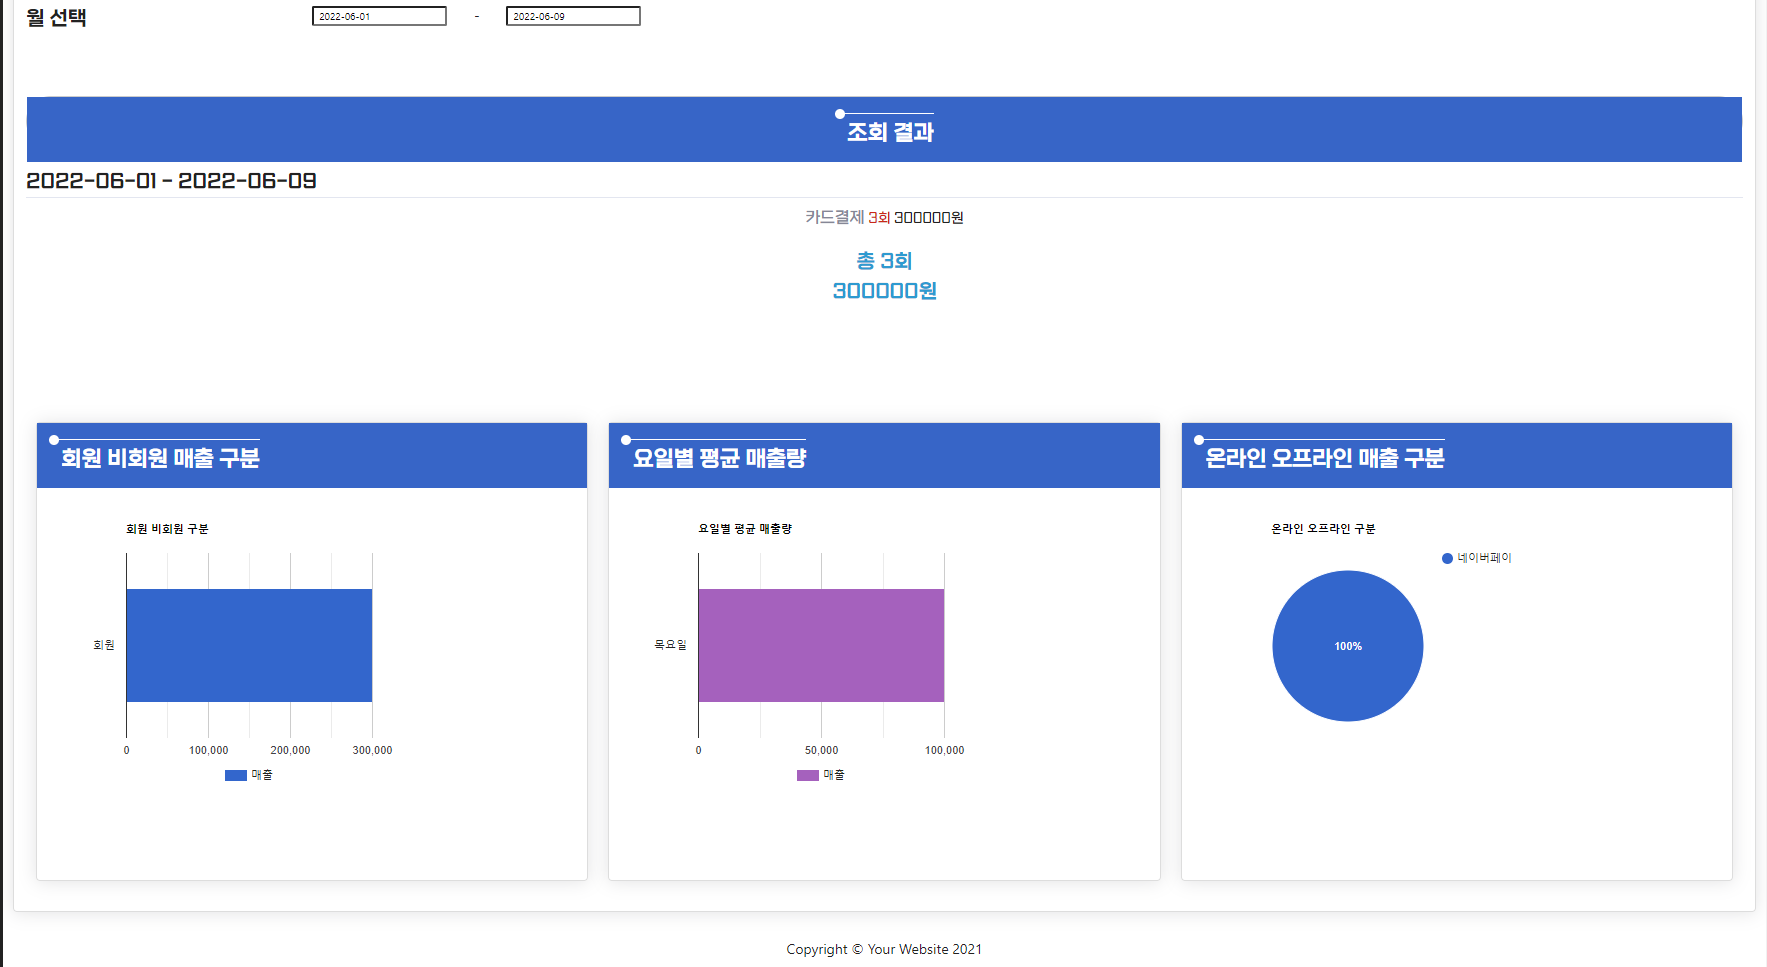 월 선택
2022-06-01 - 2022-06-09
조회 결과
2022-06-01 - 2022-06-09
카드결제 3회 300000원
총 3회
300000원
회원 비회원 매출 구분
회원 비회원 구분
회원
0 100,000 200,000 300,000
매출
요일별 평균 매출량
요일별 평균 매출량
목요일
0 50,000 100,000
매출
온라인 오프라인 매출 구분
온라인 오프라인 구분
네이버페이
100%
Copyright © Your Website 2021